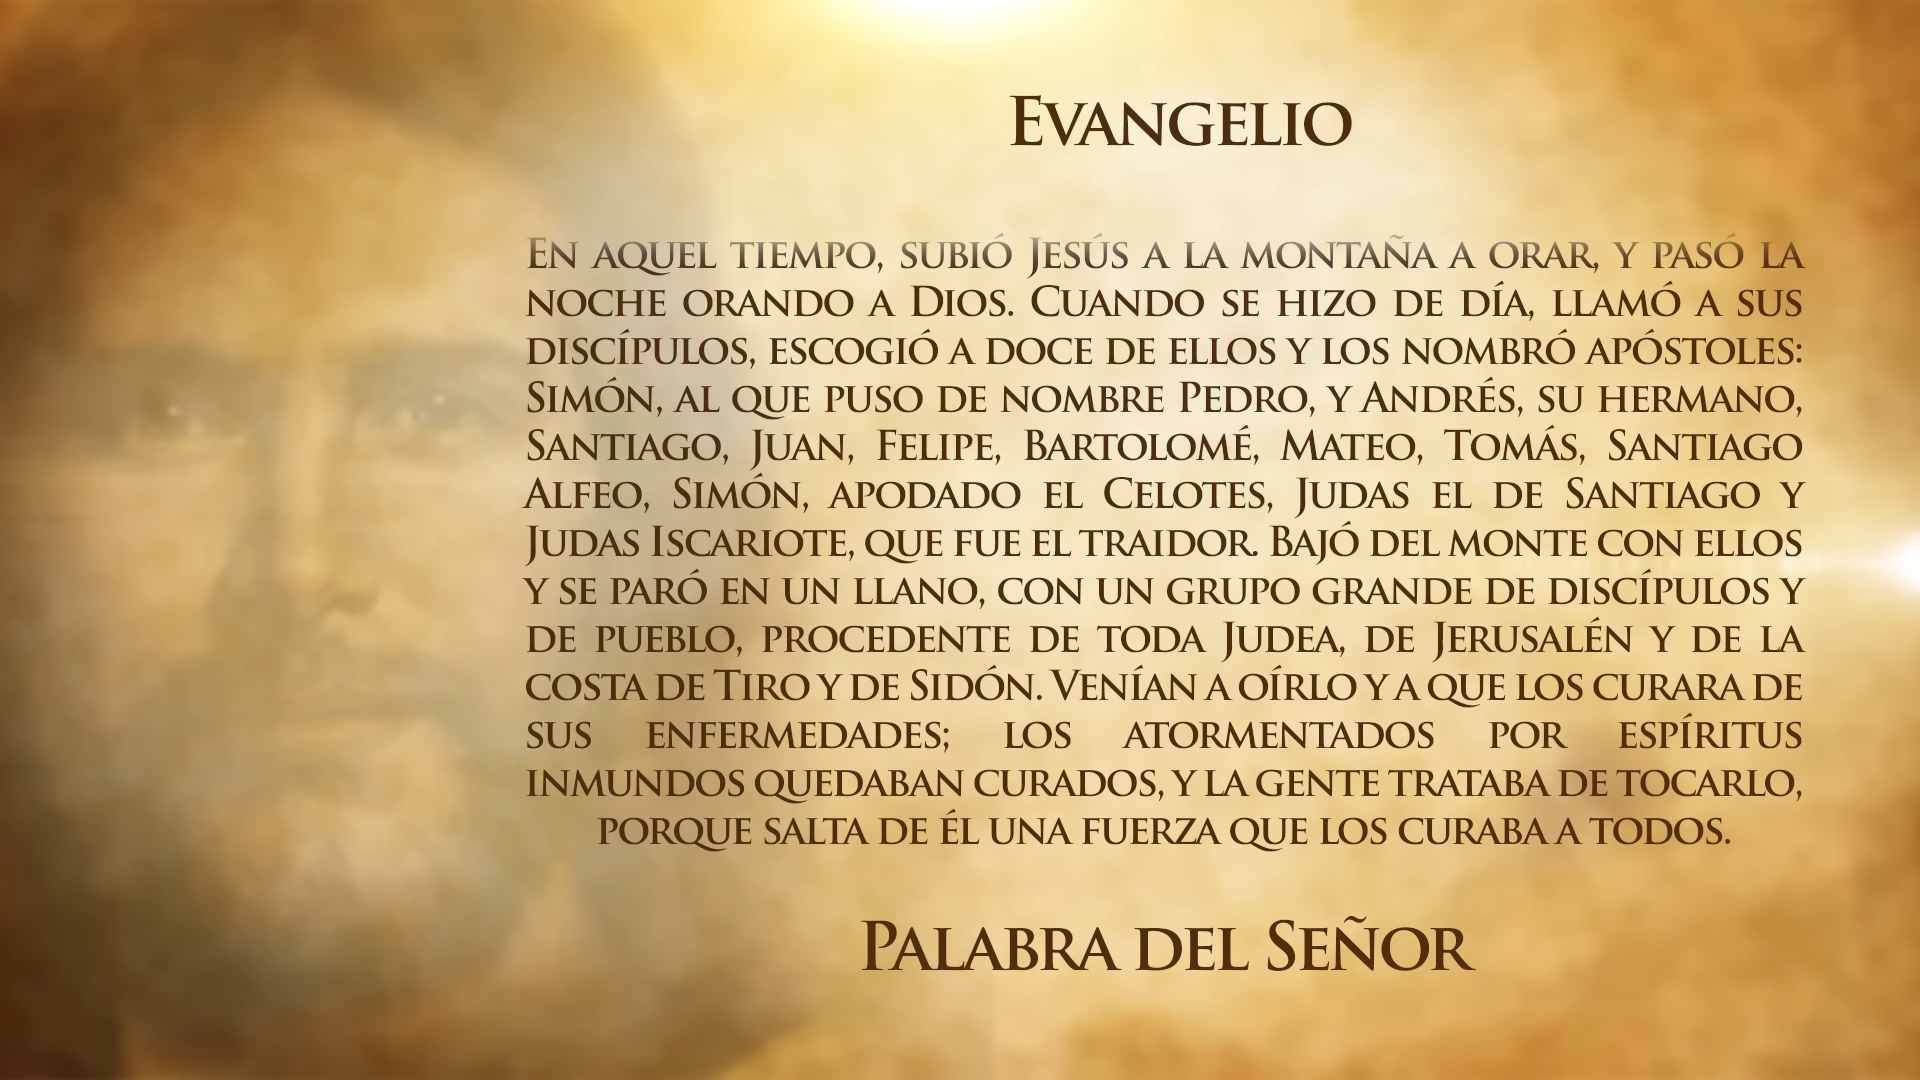 Evangelio
En aquel tiempo, subió Jesús a la montaña a orar, y pasó la
noche orando a Dios. Cuando se hizo de día, llamó a sus
discípulos, escogió a doce de ellos y los nombró apóstoles:
Simón, al que puso de nombre Pedro, y Andrés, su hermano,
Santiago, Juan, Felipe, Bartolomé, Mateo, Tomás, Santiago
Alfeo, Simón, apodado el Celotes, Judas el de Santiago y
Judas Iscariote, que fue el traidor. Bajó del monte con ellos
y se paró en un llano, con un grupo grande de discípulos y
de pueblo, procedente de toda Judea, de Jerusalén y de la
costa de Tiro y de Sidón. Venían a oírlo y a que los curara de
sus enfermedades; los atormentados por espíritus
inmundos quedaban curados, y la gente trataba de tocarlo,
porque salta de él una fuerza que los curaba a todos.
Palabra del Señor